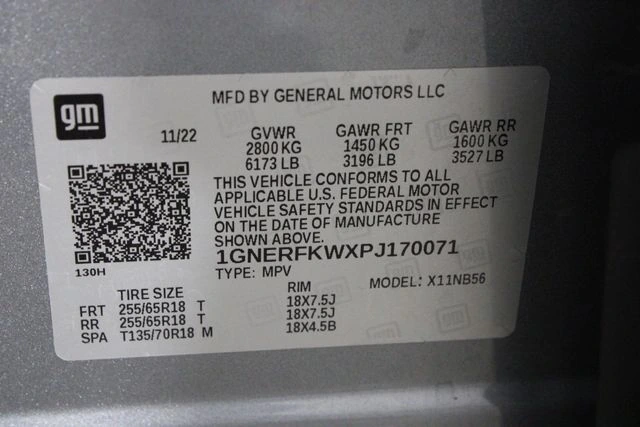 gm
MFD BY GENERAL MOTORS LLC
11/22 GVWR GAWR FRT GAWR RR
2800 KG 1450 KG 1600 KG
6173 LB 3196 LB 3527 LB
THIS VEHICLE CONFORMS TO ALL
APPLICABLE U.S. FEDERAL MOTOR
VEHICLE SAFETY STANDARDS IN EFFECT
ON THE DATE OF MANUFACTURE
SHOWN ABOVE.
130H
1GNERFKWXPJ170071
TYPE: MPV MODEL: X11NB56
TIRE SIZE RIM
FRT 255/65R18 T 18X7.5J
RR 255/65R18 T 18X7.5J
SPA T135/70R18 M 18X4.5B